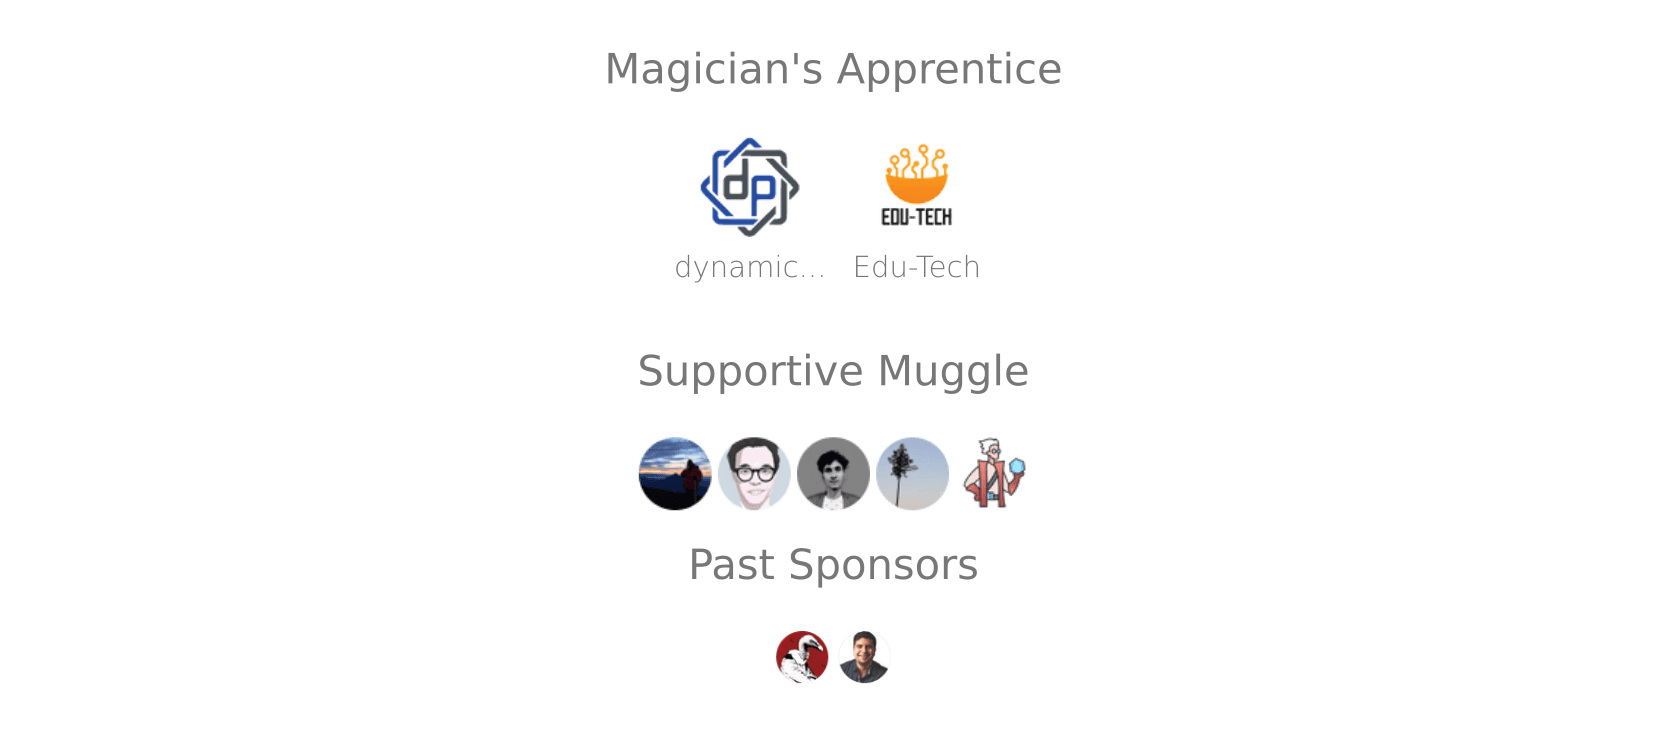 Magician's Apprentice
dp
EDU-TECH
dynamic...
Edu-Tech
Supportive Muggle
Past Sponsors